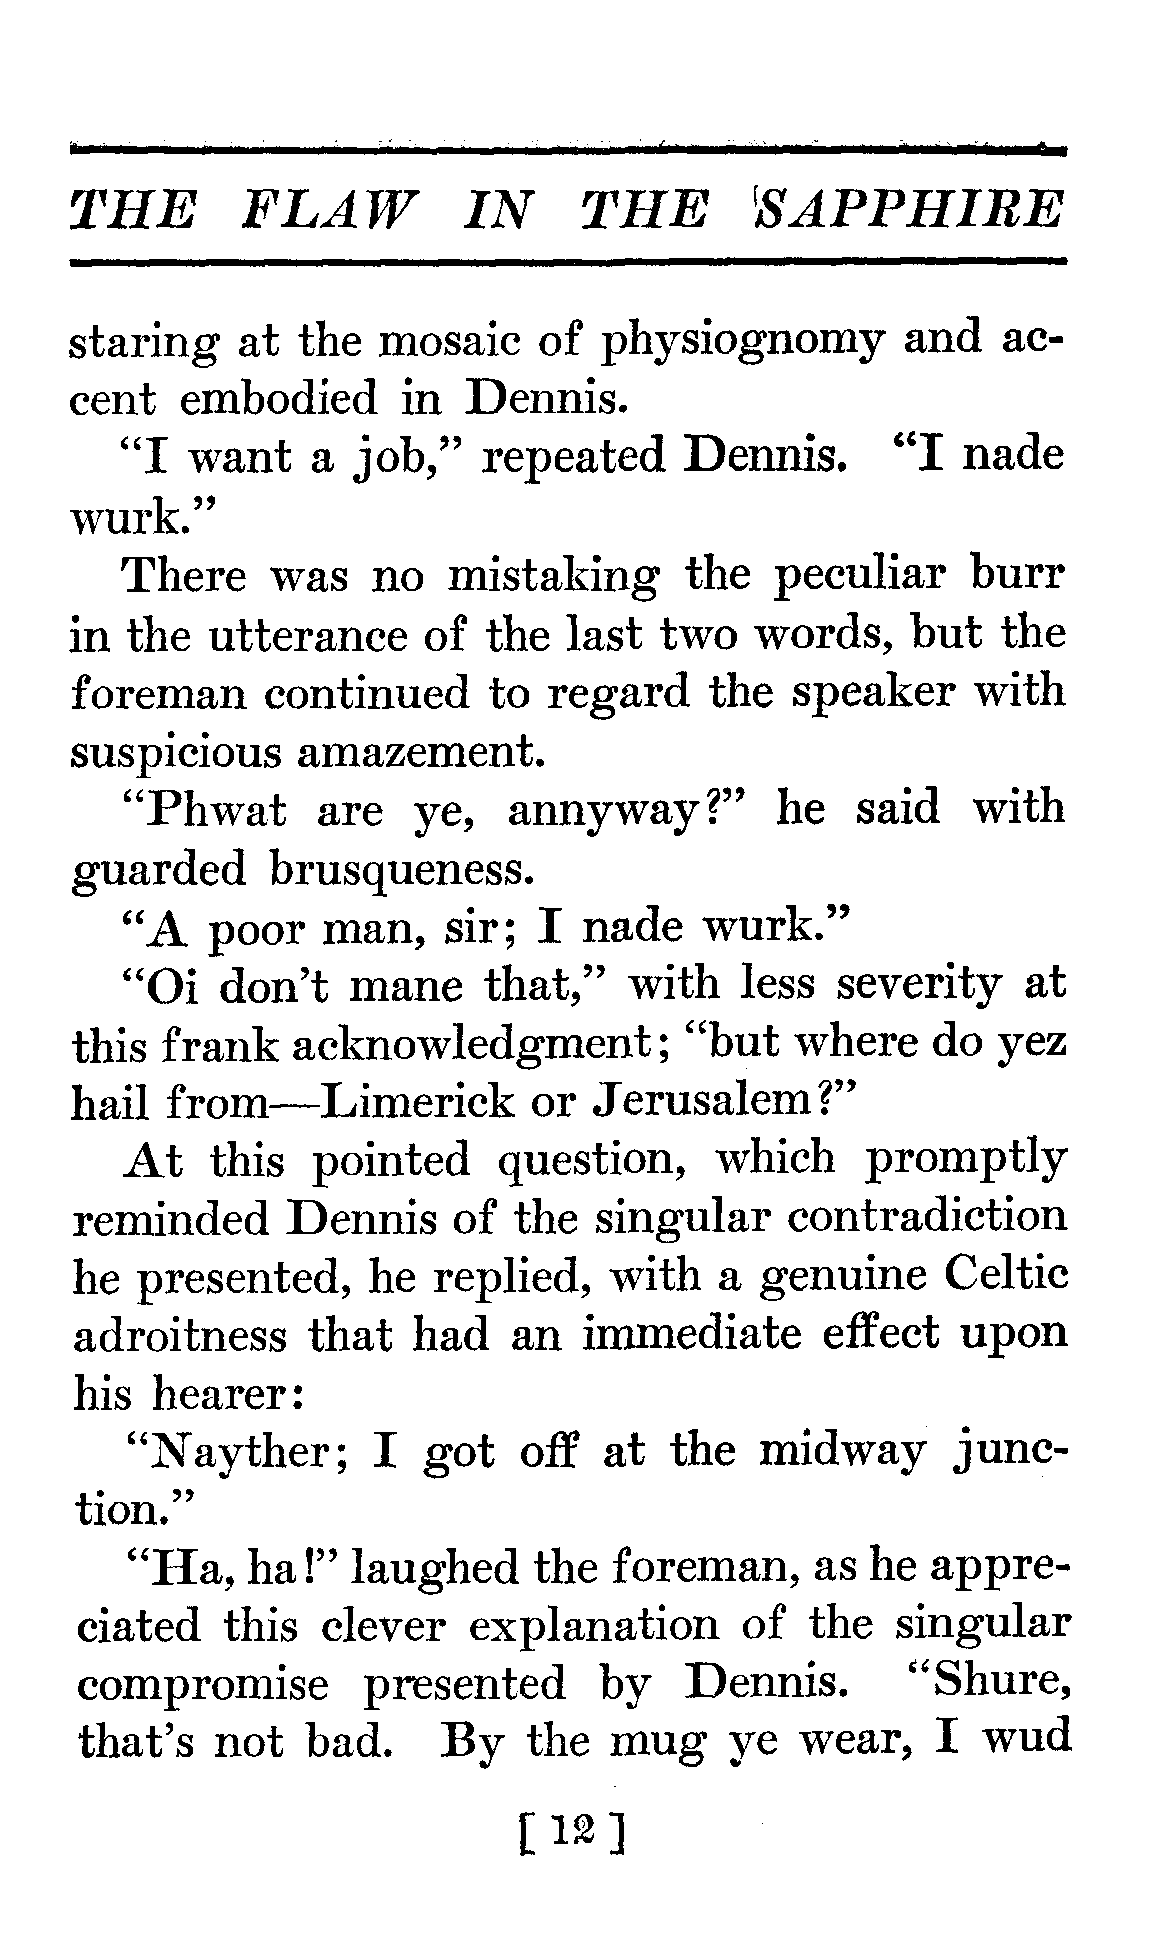 THE FLAW IN THE SAPPHIRE
staring at the mosaic of physiognomy and ac-
cent embodied in Dennis.
"I want a job," repeated Dennis. "I nade
wurk."
There was no mistaking the peculiar burr
in the utterance of the last two words, but the
foreman continued to regard the speaker with
suspicious amazement.
"Phwat are ye, annyway?" he said with
guarded brusqueness.
"A poor man, sir; I nade wurk."
"Oi don't mane that," with less severity at
this frank acknowledgment; "but where do yez
hail from—Limerick or Jerusalem?"
At this pointed question, which promptly
reminded Dennis of the singular contradiction
he presented, he replied, with a genuine Celtic
adroitness that had an immediate effect upon
his hearer:
"Nayther; I got off at the midway junc-
tion."
"Ha, ha!" laughed the foreman, as he appre-
ciated this clever explanation of the singular
compromise presented by Dennis. "Shure,
that's not bad. By the mug ye wear, I wud
[ 12 ]